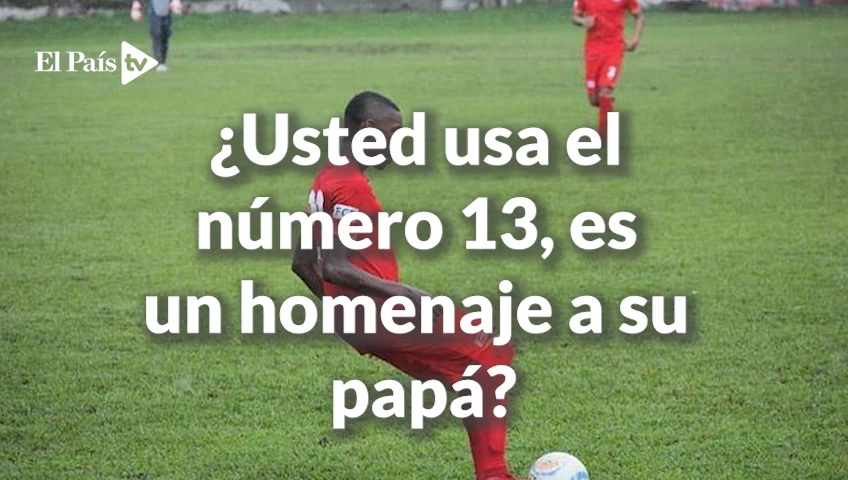 El País tv
¿Usted usa el
número 13, es
un homenaje a su
papá?